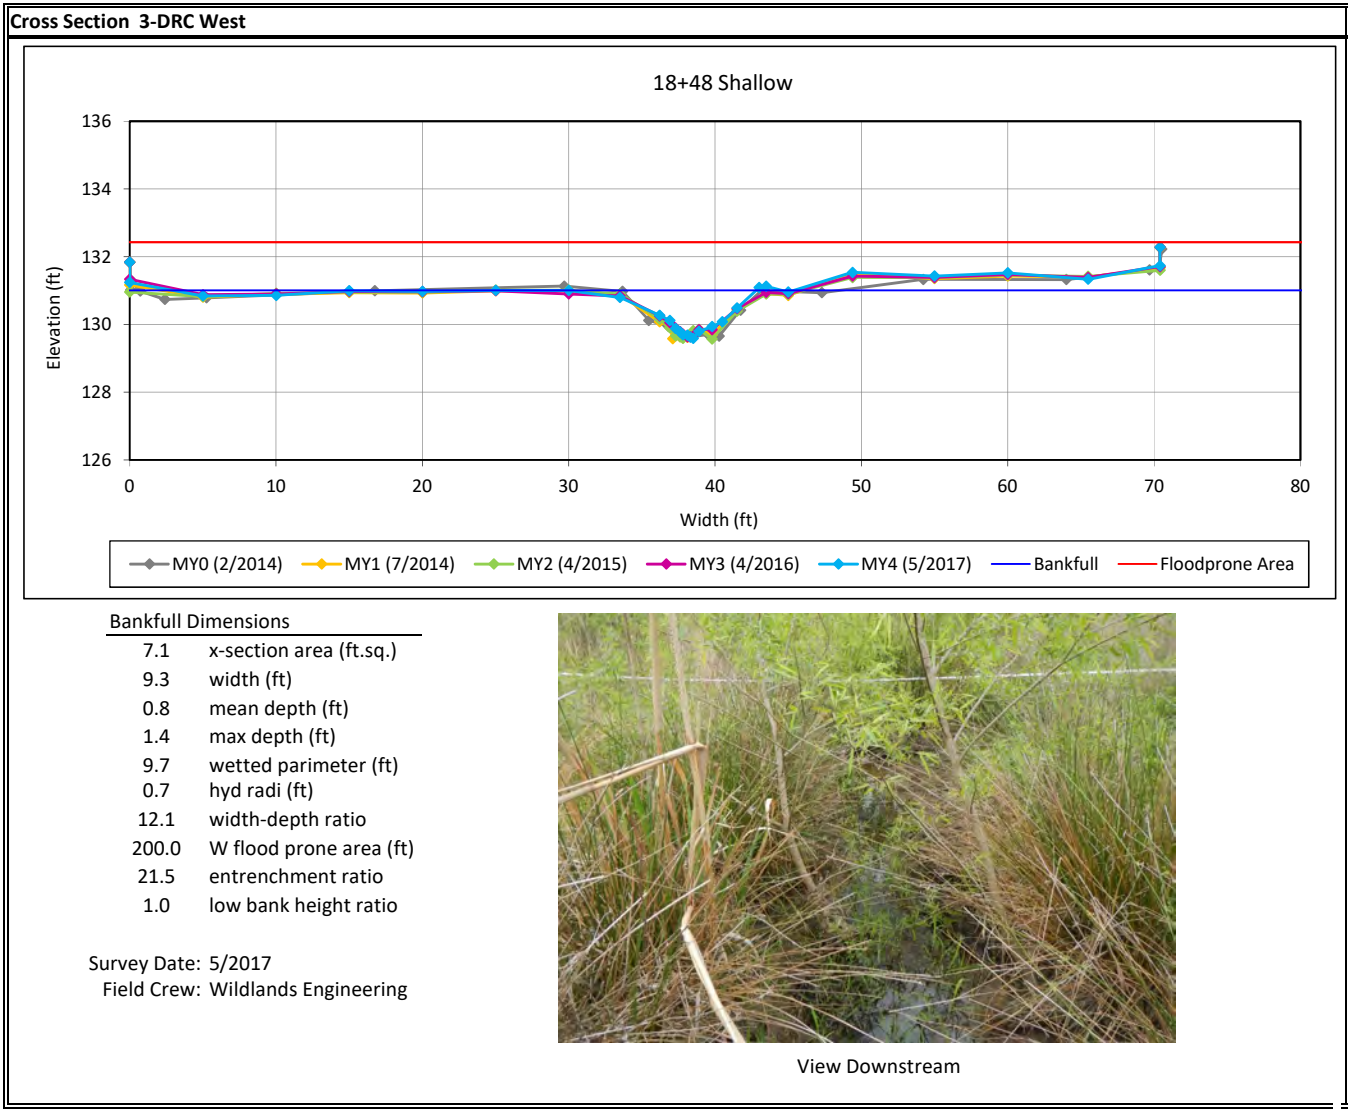 Cross Section 3-DRC West
18+48 Shallow
136
134
132
130
128
126
Elevation (ft)
0 10 20 30 40 50 60 70 80
Width (ft)
MY0 (2/2014) MY1 (7/2014) MY2 (4/2015) MY3 (4/2016) MY4 (5/2017) Bankfull Floodprone Area
Bankfull Dimensions
7.1 x-section area (ft.sq.)
9.3 width (ft)
0.8 mean depth (ft)
1.4 max depth (ft)
9.7 wetted parimeter (ft)
0.7 hyd radi (ft)
12.1 width-depth ratio
200.0 W flood prone area (ft)
21.5 entrenchment ratio
1.0 low bank height ratio
Survey Date: 5/2017
Field Crew: Wildlands Engineering
View Downstream